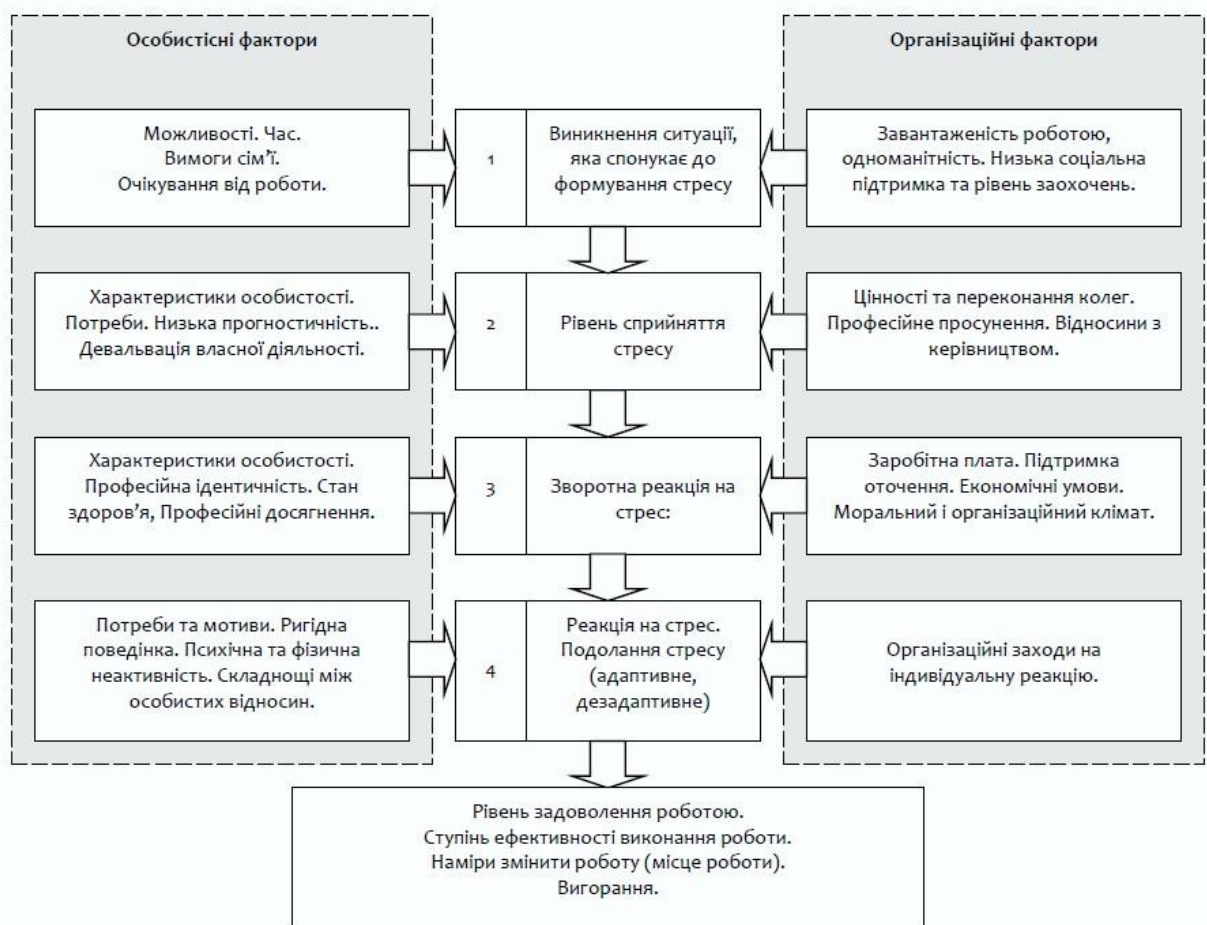 Особистісні фактори
Організаційні фактори
Можливості. Час.
Вимоги сім’ї.
Очікування від роботи.
1
Виникнення ситуації,
яка спонукає до
формування стресу
Завантаженість роботою,
одноманітність. Низька соціальна
підтримка та рівень заохочень.
Характеристики особистості.
Потреби. Низька прогностичність..
Девальвація власної діяльності.
2
Рівень сприйняття
стресу
Цінності та переконання колег.
Професійне просунення. Відносини з
керівництвом.
Характеристики особистості.
Професійна ідентичність. Стан
здоров’я, Професійні досягнення.
3
Зворотна реакція на
стрес:
Заробітна плата. Підтримка
оточення. Економічні умови.
Моральний і організаційний клімат.
Потреби та мотиви. Ригідна
поведінка. Психічна та фізична
неактивність. Складнощі між
особистих відносин.
4
Реакція на стрес.
Подолання стресу
(адаптивне,
дезадаптивне)
Організаційні заходи на
індивідуальну реакцію.
Рівень задоволення роботою.
Ступінь ефективності виконання роботи.
Наміри змінити роботу (місце роботи).
Вигорання.